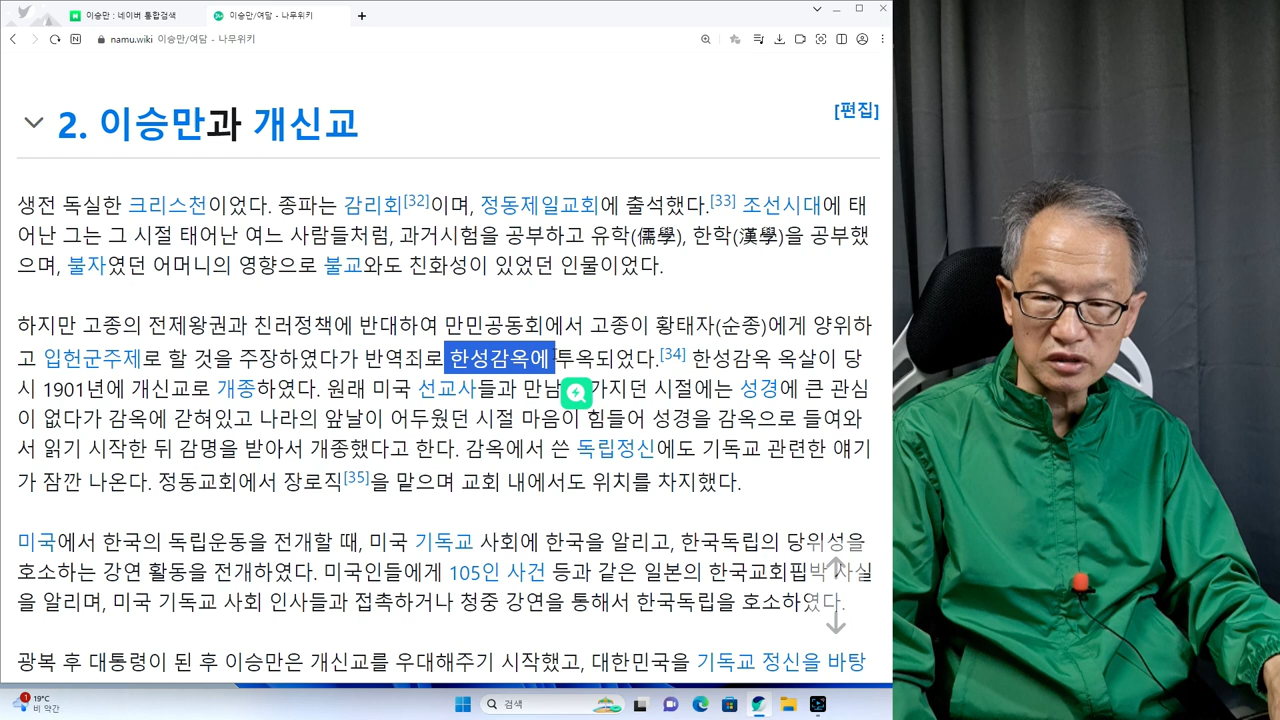 이승만 : 네이버 통합검색
이승만/여담 - 나무위키
namu.wiki 이승만/여담 - 나무위키
2. 이승만과 개신교
[편집]
생전 독실한 크리스천이었다. 종파는 감리회[32]이며, 정동제일교회에 출석했다.[33] 조선시대에 태
어난 그는 그 시절 태어난 여느 사람들처럼, 과거시험을 공부하고 유학(儒學), 한학(漢學)을 공부했
으며, 불자였던 어머니의 영향으로 불교와도 친화성이 있었던 인물이었다.
하지만 고종의 전제왕권과 친러정책에 반대하여 만민공동회에서 고종이 황태자(순종)에게 양위하
고 입헌군주제로 할 것을 주장하였다가 반역죄로 한성감옥에 투옥되었다.[34] 한성감옥 옥살이 당
시 1901년에 개신교로 개종하였다. 원래 미국 선교사들과 만남 가지던 시절에는 성경에 큰 관심
이 없다가 감옥에 갇혀있고 나라의 앞날이 어두웠던 시절 마음이 힘들어 성경을 감옥으로 들여와
서 읽기 시작한 뒤 감명을 받아서 개종했다고 한다. 감옥에서 쓴 독립정신에도 기독교 관련한 얘기
가 잠깐 나온다. 정동교회에서 장로직[35]을 맡으며 교회 내에서도 위치를 차지했다.
미국에서 한국의 독립운동을 전개할 때, 미국 기독교 사회에 한국을 알리고, 한국독립의 당위성을
호소하는 강연 활동을 전개하였다. 미국인들에게 105인 사건 등과 같은 일본의 한국교회핍박 사실
을 알리며, 미국 기독교 사회 인사들과 접촉하거나 청중 강연을 통해서 한국독립을 호소하였다.
광복 후 대통령이 된 후 이승만은 개신교를 우대해주기 시작했고, 대한민국을 기독교 정신을 바탕
1
19°C
비 약간
검색